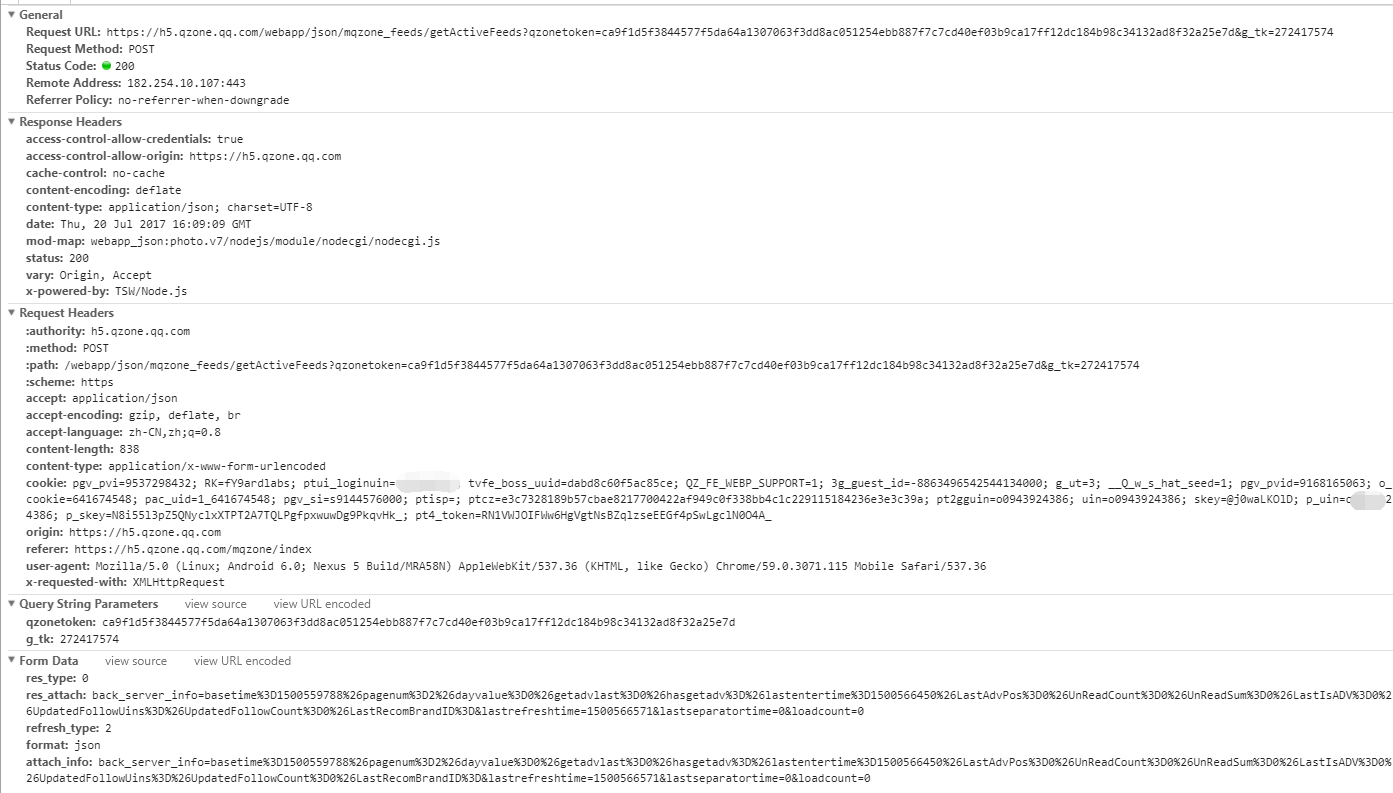 General
Request URL: https://h5.qzone.qq.com/webapp/json/mqzone_feeds/getActiveFeeds?qzonetoken=ca9f1d5f3844577f5da64a1307063f3dd8ac051254ebb887f7c7cd40ef03b9ca17ff12dc184b98c34132ad8f32a25e7d&g_tk=272417574
Request Method: POST
Status Code: 200
Remote Address: 182.254.10.107:443
Referrer Policy: no-referrer-when-downgrade
Response Headers
access-control-allow-credentials: true
access-control-allow-origin: https://h5.qzone.qq.com
cache-control: no-cache
content-encoding: deflate
content-type: application/json; charset=UTF-8
date: Thu, 20 Jul 2017 16:09:09 GMT
mod-map: webapp_json:photo.v7/nodejs/module/nodecgi/nodecgi.js
status: 200
vary: Origin, Accept
x-powered-by: TSW/Node.js
Request Headers
:authority: h5.qzone.qq.com
:method: POST
:path: /webapp/json/mqzone_feeds/getActiveFeeds?qzonetoken=ca9f1d5f3844577f5da64a1307063f3dd8ac051254ebb887f7c7cd40ef03b9ca17ff12dc184b98c34132ad8f32a25e7d&g_tk=272417574
:scheme: https
accept: application/json
accept-encoding: gzip, deflate, br
accept-language: zh-CN,zh;q=0.8
content-length: 838
content-type: application/x-www-form-urlencoded
cookie: pgv_pvi=9537298432; RK=fY9ardlabs; ptui_loginuin= tvfe_boss_uuid=dabd8c60f5ac85ce; QZ_FE_WEBP_SUPPORT=1; 3g_guest_id=-8863496542544134000; g_ut=3; __Q_w_s_hat_seed=1; pgv_pvid=9168165063; o_
cookie=641674548; pac_uid=1_641674548; pgv_si=s9144576000; ptisp=; ptcz=e3c7328189b57cbae8217700422af949c0f338bb4c1c229115184236e3e3c39a; pt2gguin=o0943924386; uin=o0943924386; skey=@j0waLKOlD; p_uin= 2
4386; p_skey=N8i55l3pZ5QNyclxXTPT2A7TQLPgfpxwuwDg9PkqvHk_; pt4_token=RN1VWJOIFWw6HgVgtNsBZqlzseEEGf4pSwLgclN0O4A_
origin: https://h5.qzone.qq.com
referer: https://h5.qzone.qq.com/mqzone/index
user-agent: Mozilla/5.0 (Linux; Android 6.0; Nexus 5 Build/MRA58N) AppleWebKit/537.36 (KHTML, like Gecko) Chrome/59.0.3071.115 Mobile Safari/537.36
x-requested-with: XMLHttpRequest
Query String Parameters view source view URL encoded
qzonetoken: ca9f1d5f3844577f5da64a1307063f3dd8ac051254ebb887f7c7cd40ef03b9ca17ff12dc184b98c34132ad8f32a25e7d
g_tk: 272417574
Form Data view source view URL encoded
res_type: 0
res_attach: back_server_info=basetime%3D1500559788%26pagenum%3D2%26dayvalue%3D0%26getadvlast%3D0%26hasgetadv%3D%26lastentertime%3D1500566450%26LastAdvPos%3D0%26UnReadCount%3D0%26UnReadSum%3D0%26LastIsADV%3D0%
26UpdatedFollowUins%3D%26UpdatedFollowCount%3D0%26LastRecomBrandID%3D&lastrefreshtime=1500566571&lastseparatortime=0&loadcount=0
refresh_type: 2
format: json
attach_info: back_server_info=basetime%3D1500559788%26pagenum%3D2%26dayvalue%3D0%26getadvlast%3D0%26hasgetadv%3D%26lastentertime%3D1500566450%26LastAdvPos%3D0%26UnReadCount%3D0%26UnReadSum%3D0%26LastIsADV%3D0%
26UpdatedFollowUins%3D%26UpdatedFollowCount%3D0%26LastRecomBrandID%3D&lastrefreshtime=1500566571&lastseparatortime=0&loadcount=0